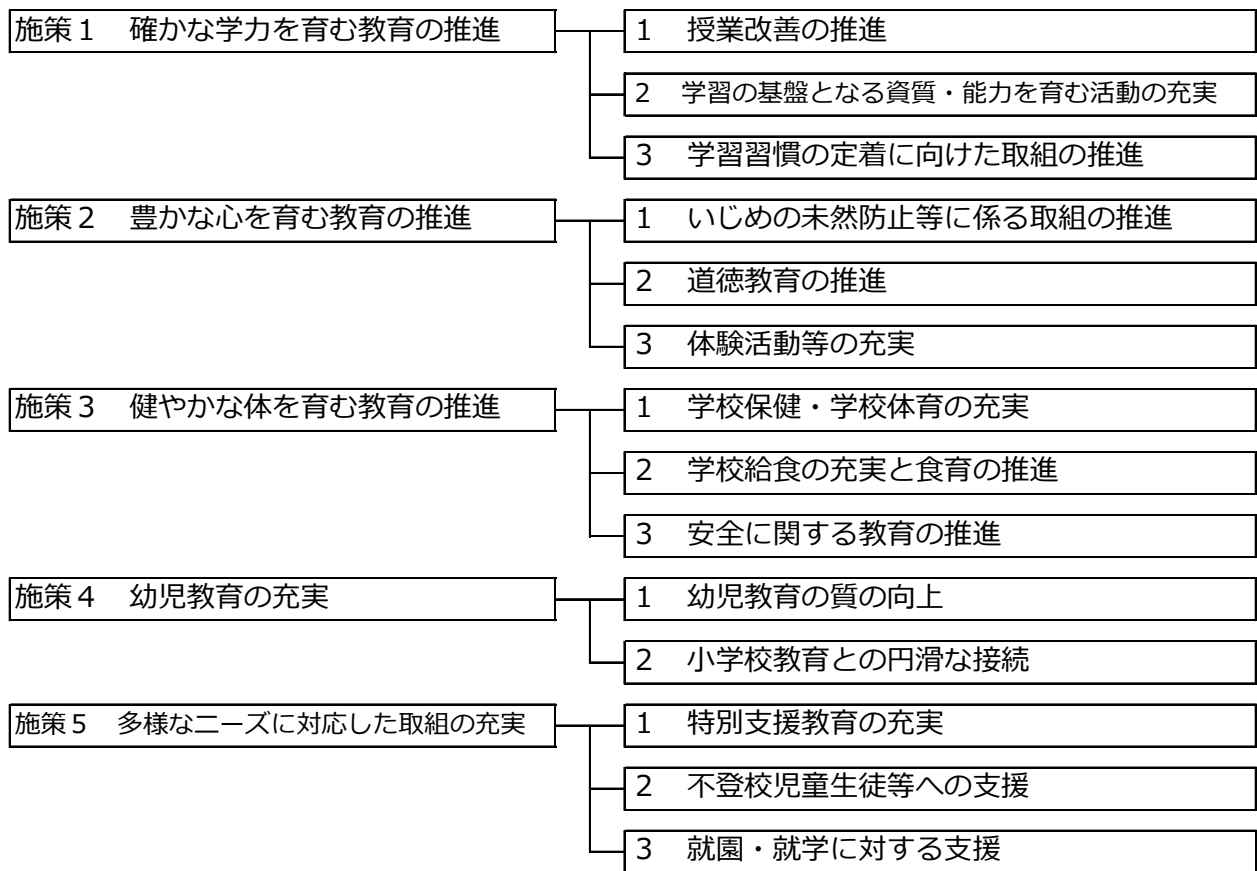 施策１　確かな学力を育む教育の推進
1　授業改善の推進
2　学習の基盤となる資質・能力を育む活動の充実
3　学習習慣の定着に向けた取組の推進
施策２　豊かな心を育む教育の推進
1　いじめの未然防止等に係る取組の推進
2　道徳教育の推進
3　体験活動等の充実
施策３　健やかな体を育む教育の推進
1　学校保健・学校体育の充実
2　学校給食の充実と食育の推進
3　安全に関する教育の推進
施策４　幼児教育の充実
1　幼児教育の質の向上
2　小学校教育との円滑な接続
施策５　多様なニーズに対応した取組の充実
1　特別支援教育の充実
2　不登校児童生徒等への支援
3　就園・就学に対する支援